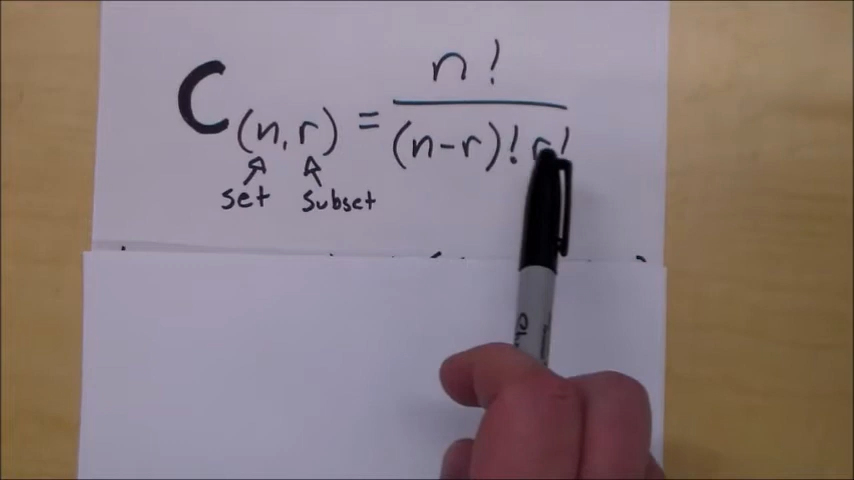 n!
C(n,r) = 
(n-r)! r!
set subset